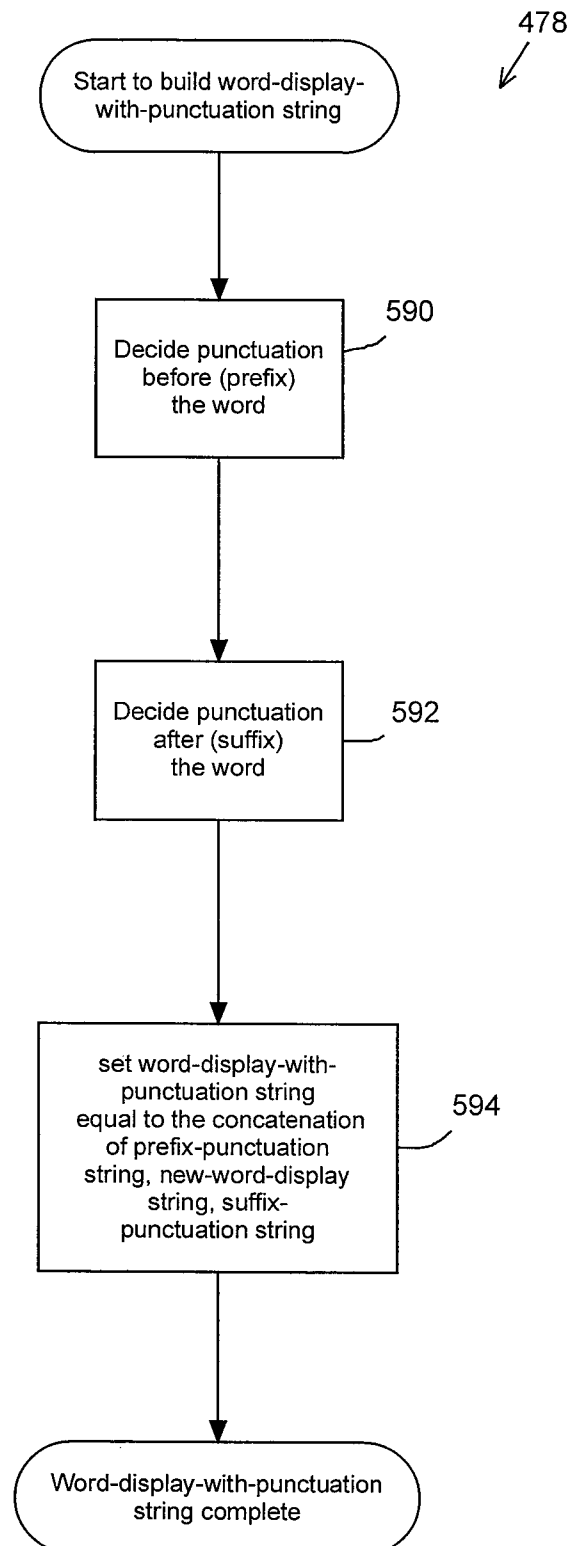 478
Start to build word-display-
with-punctuation string
590
Decide punctuation
before (prefix)
the word
592
Decide punctuation
after (suffix)
the word
594
set word-display-with-
punctuation string
equal to the concatenation
of prefix-punctuation
string, new-word-display
string, suffix-
punctuation string
Word-display-with-punctuation
string complete